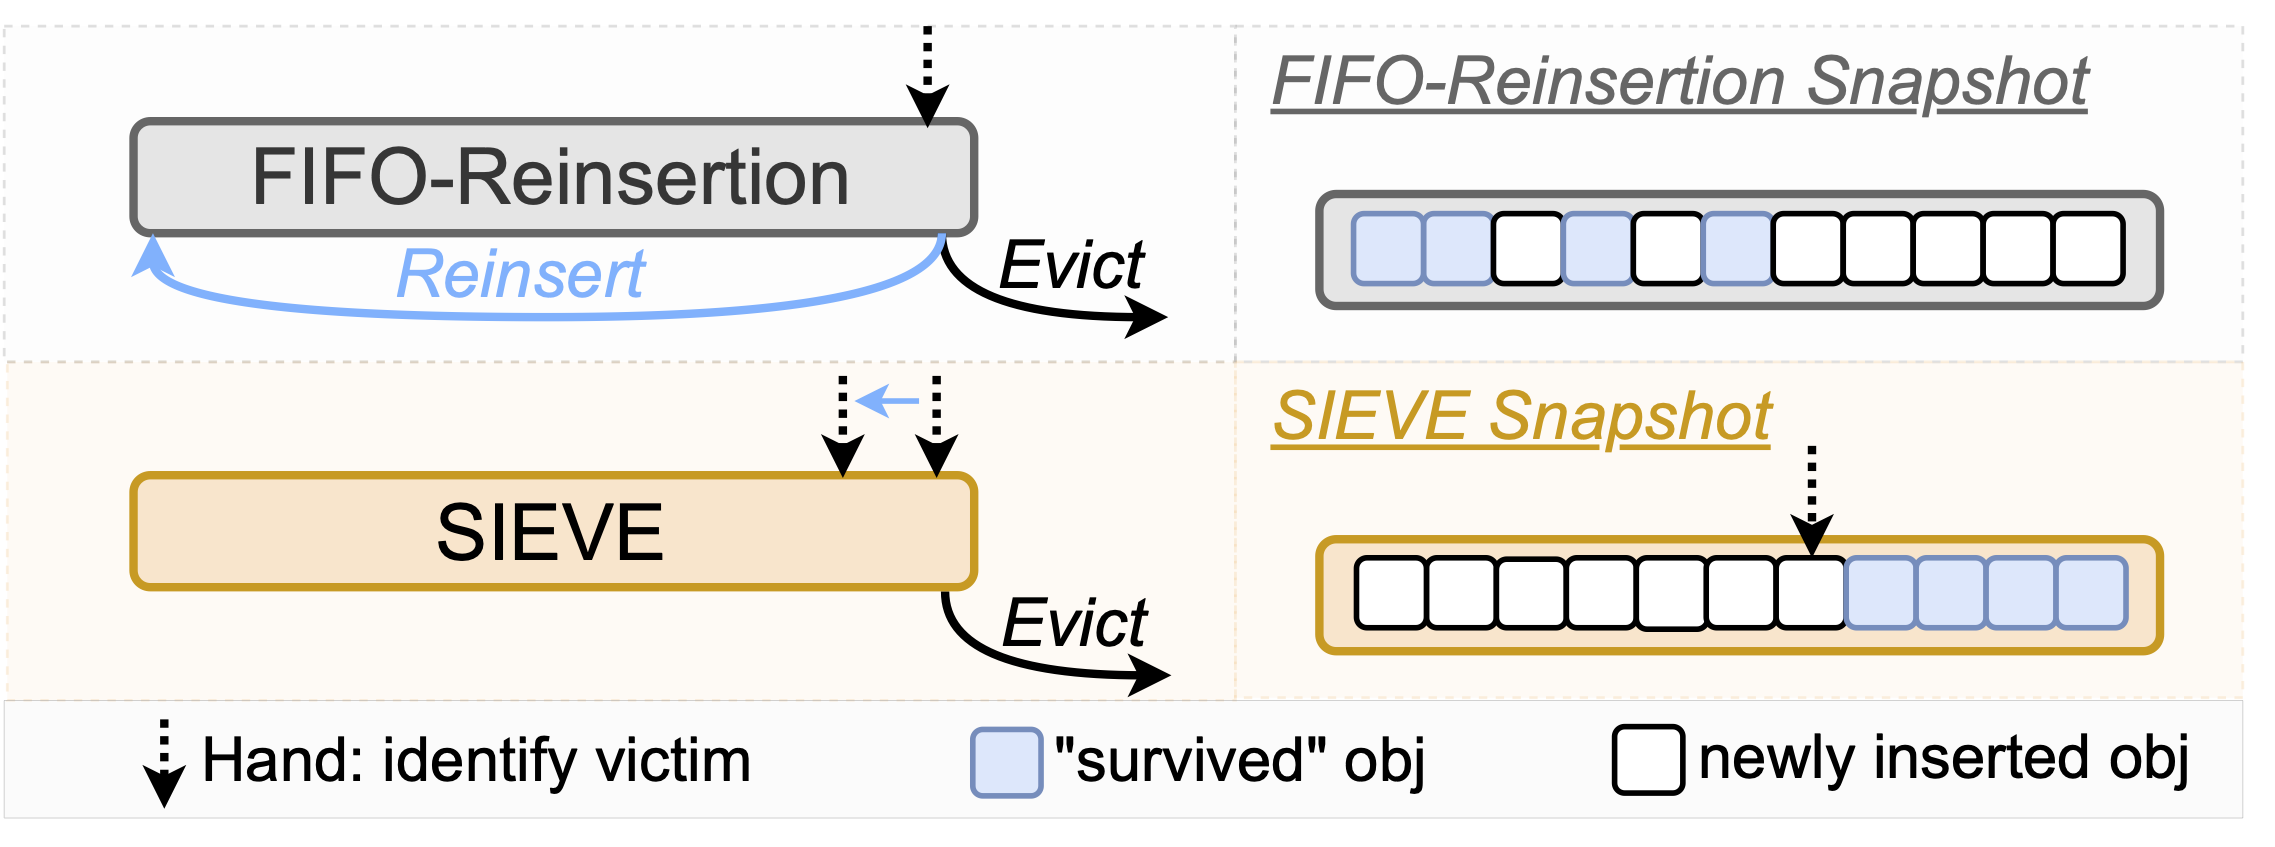 FIFO-Reinsertion
Reinsert
Evict
FIFO-Reinsertion Snapshot
SIEVE
Evict
SIEVE Snapshot
Hand: identify victim
"survived" obj
newly inserted obj